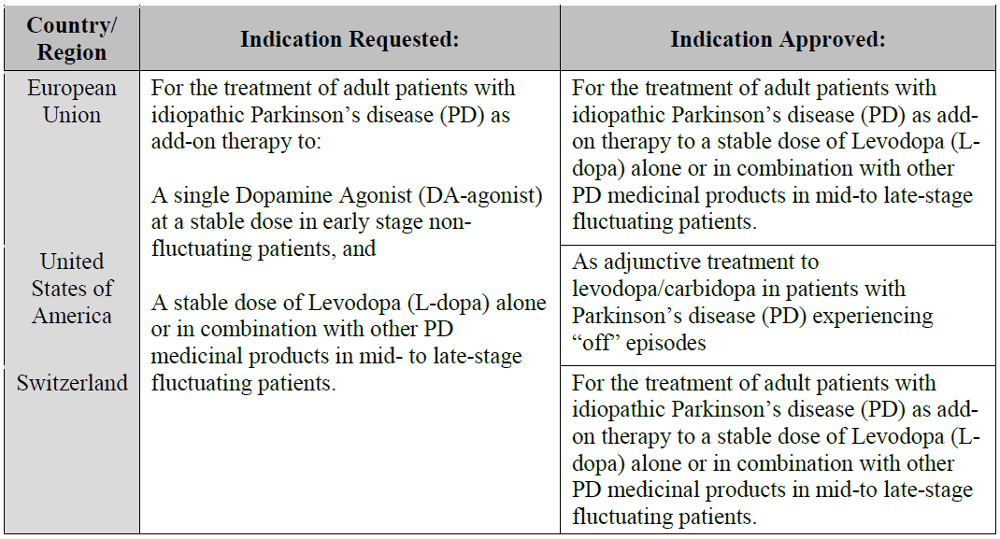 Country/
Region
Indication Requested:
Indication Approved:
European
Union
For the treatment of adult patients with
idiopathic Parkinson’s disease (PD) as
add-on therapy to:
A single Dopamine Agonist (DA-agonist)
at a stable dose in early stage non-
fluctuating patients, and
A stable dose of Levodopa (L-dopa) alone
or in combination with other PD
medicinal products in mid- to late-stage
fluctuating patients.
For the treatment of adult patients with
idiopathic Parkinson’s disease (PD) as add-
on therapy to a stable dose of Levodopa (L-
dopa) alone or in combination with other
PD medicinal products in mid-to late-stage
fluctuating patients.
United
States of
America
As adjunctive treatment to
levodopa/carbidopa in patients with
Parkinson’s disease (PD) experiencing
“off” episodes
Switzerland
For the treatment of adult patients with
idiopathic Parkinson’s disease (PD) as add-
on therapy to a stable dose of Levodopa (L-
dopa) alone or in combination with other
PD medicinal products in mid-to late-stage
fluctuating patients.